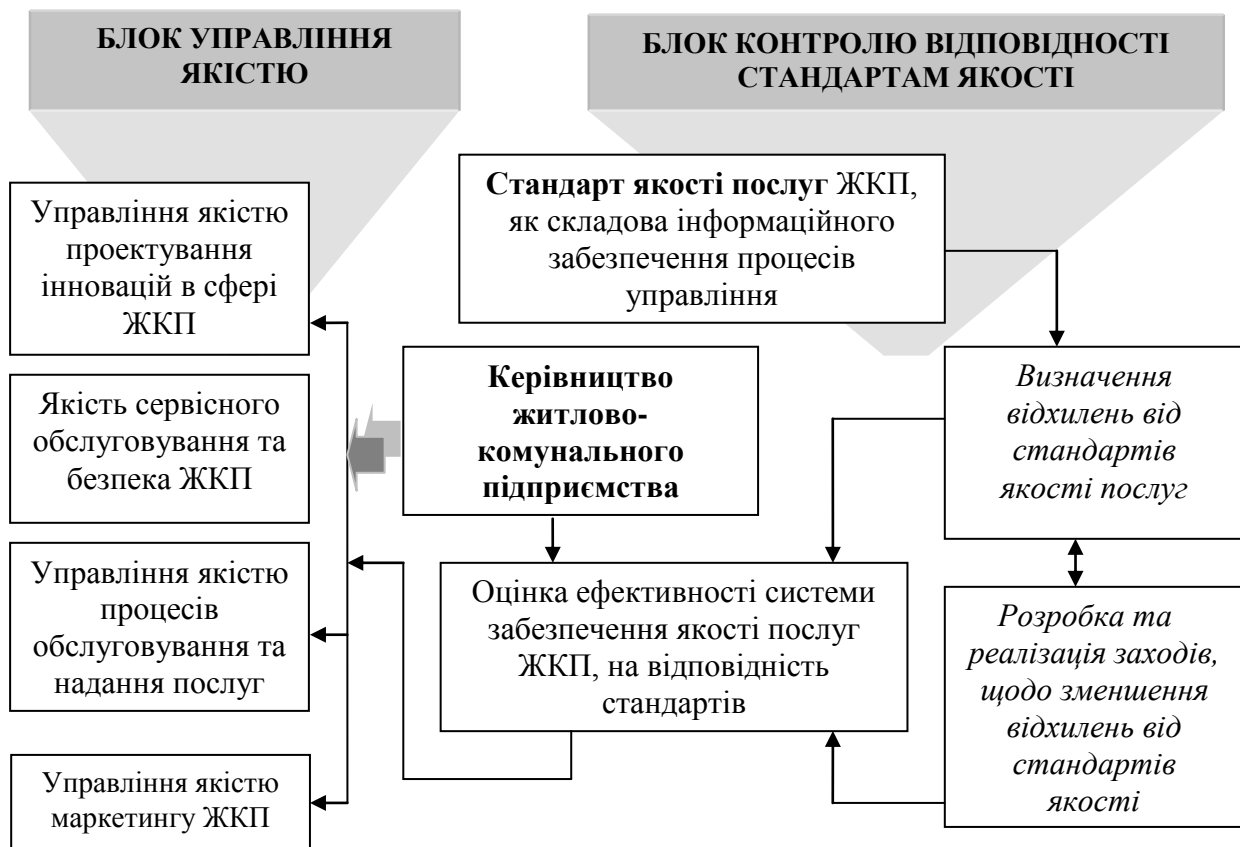 БЛОК УПРАВЛІННЯ
ЯКІСТЮ
БЛОК КОНТРОЛЮ ВІДПОВІДНОСТІ
СТАНДАРТАМ ЯКОСТІ
Управління якістю
проектування
інновацій в сфері
ЖКП
Якість сервісного
обслуговування та
безпека ЖКП
Управління якістю
процесів
обслуговування та
надання послуг
Управління якістю
маркетингу ЖКП
Стандарт якості послуг ЖКП,
як складова інформаційного
забезпечення процесів
управління
Керівництво
житлово-
комунального
підприємства
Оцінка ефективності системи
забезпечення якості послуг
ЖКП, на відповідність
стандартів
Визначення
відхилень від
стандартів
якості послуг
Розробка та
реалізація заходів,
щодо зменшення
відхилень від
стандартів
якості